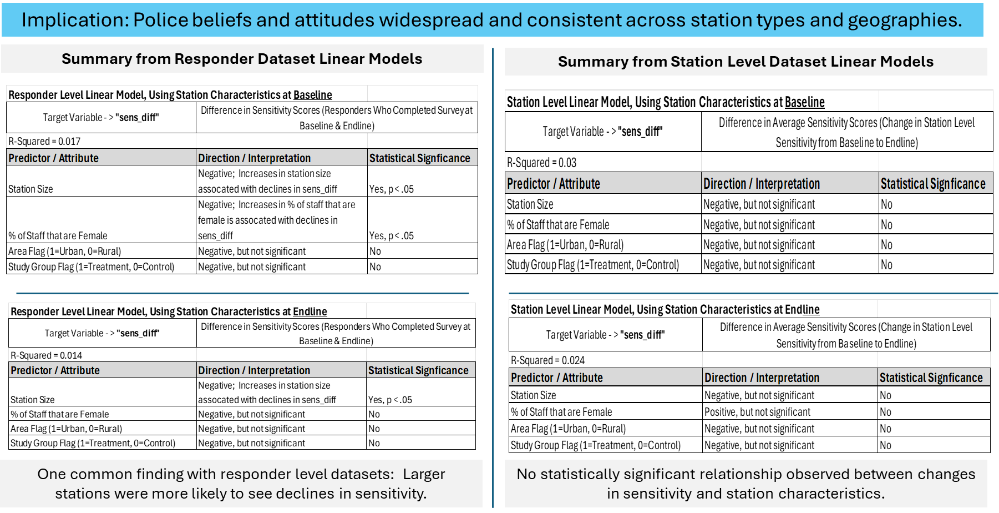 Implication: Police beliefs and attitudes widespread and consistent across station types and geographies.
Summary from Responder Dataset Linear Models
Responder Level Linear Model, Using Station Characteristics at Baseline
Target Variable - > "sens_diff"
Difference in Sensitivity Scores (Responders Who Completed Survey at
Baseline & Endline)
R-Squared = 0.017
Predictor / Attribute
Direction / Interpretation
Statistical Signficance
Station Size
Negative;  Increases in station size
assocated with declines in sens_diff
Yes, p < .05
% of Staff that are Female
Negative;  Increases in % of staff that are
female is assocated with declines in
sens_diff
Yes, p < .05
Area Flag (1=Urban, 0=Rural)
Negative, but not significant
No
Study Group Flag (1=Treatment, 0=Control)
Negative, but not significant
No
Responder Level Linear Model, Using Station Characteristics at Endline
Target Variable - > "sens_diff"
Difference in Sensitivity Scores (Responders Who Completed Survey at
Baseline & Endline)
R-Squared = 0.014
Predictor / Attribute
Direction / Interpretation
Statistical Signficance
Station Size
Negative;  Increases in station size
assocated with declines in sens_diff
Yes, p < .05
% of Staff that are Female
Negative, but not significant
No
Area Flag (1=Urban, 0=Rural)
Negative, but not significant
No
Study Group Flag (1=Treatment, 0=Control)
Negative, but not significant
No
One common finding with responder level datasets:  Larger
stations were more likely to see declines in sensitivity.
Summary from Station Level Dataset Linear Models
Station Level Linear Model, Using Station Characteristics at Baseline
Target Variable - > "sens_diff"
Difference in Average Sensitivity Scores (Change in Station Level
Sensitivity from Baseline to Endline)
R-Squared = 0.03
Predictor / Attribute
Direction / Interpretation
Statistical Signficance
Station Size
Negative, but not significant
No
% of Staff that are Female
Negative, but not significant
No
Area Flag (1=Urban, 0=Rural)
Negative, but not significant
No
Study Group Flag (1=Treatment, 0=Control)
Negative, but not significant
No
Station Level Linear Model, Using Station Characteristics at Endline
Target Variable - > "sens_diff"
Difference in Average Sensitivity Scores (Change in Station Level
Sensitivity from Baseline to Endline)
R-Squared = 0.024
Predictor / Attribute
Direction / Interpretation
Statistical Signficance
Station Size
Negative, but not significant
No
% of Staff that are Female
Positive, but not significant
No
Area Flag (1=Urban, 0=Rural)
Negative, but not significant
No
Study Group Flag (1=Treatment, 0=Control)
Negative, but not significant
No
No statistically significant relationship observed between changes
in sensitivity and station characteristics.